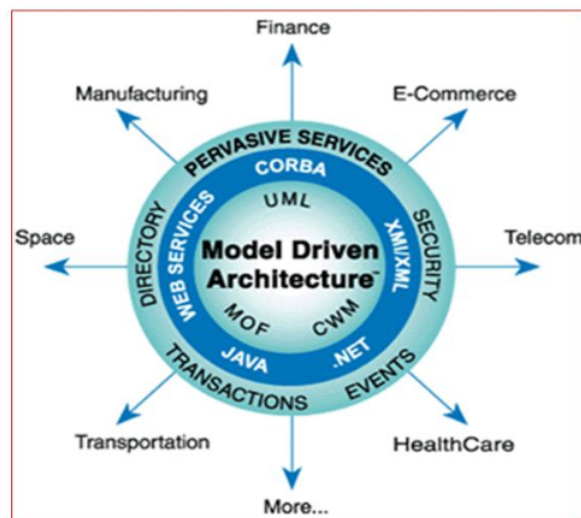 Finance
Manufacturing
E-Commerce
PERVASIVE SERVICES
CORBA
UML
DIRECTORY
WEB SERVICES
XMI/XML
SECURITY
Space
Model Driven
Architecture™
Telecom
MOF
CWM
JAVA
.NET
TRANSACTIONS
EVENTS
Transportation
HealthCare
More...